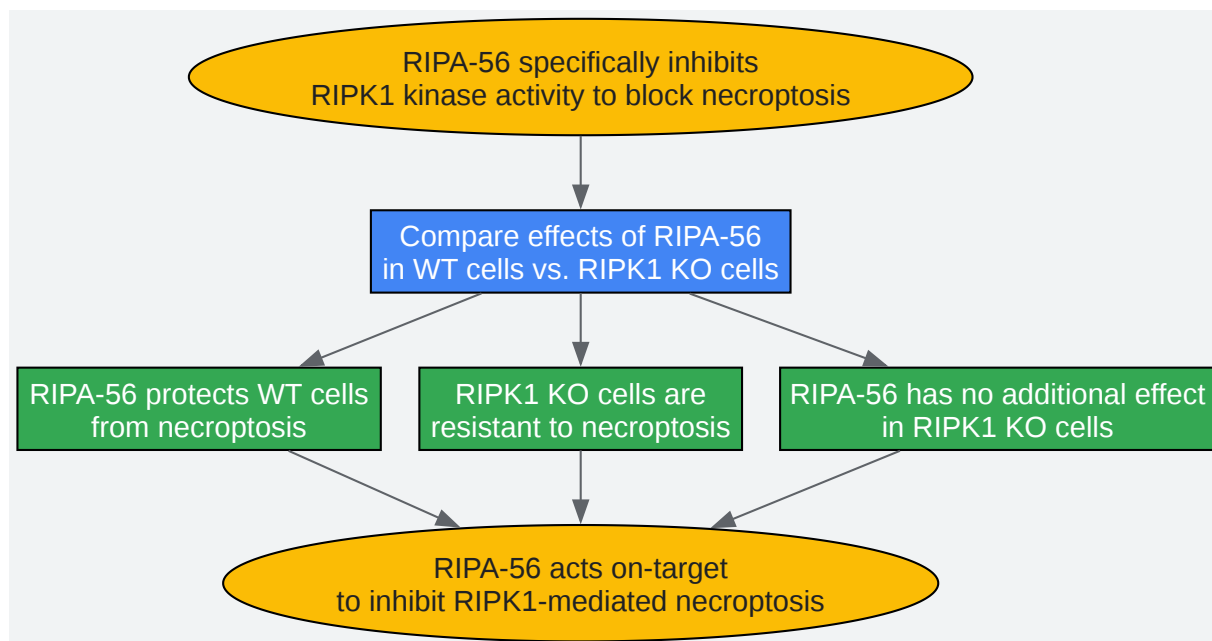 RIPA-56 specifically inhibits
RIPK1 kinase activity to block necroptosis
Compare effects of RIPA-56
in WT cells vs. RIPK1 KO cells
RIPA-56 protects WT cells
from necroptosis
RIPK1 KO cells are
resistant to necroptosis
RIPA-56 has no additional effect
in RIPK1 KO cells
RIPA-56 acts on-target
to inhibit RIPK1-mediated necroptosis